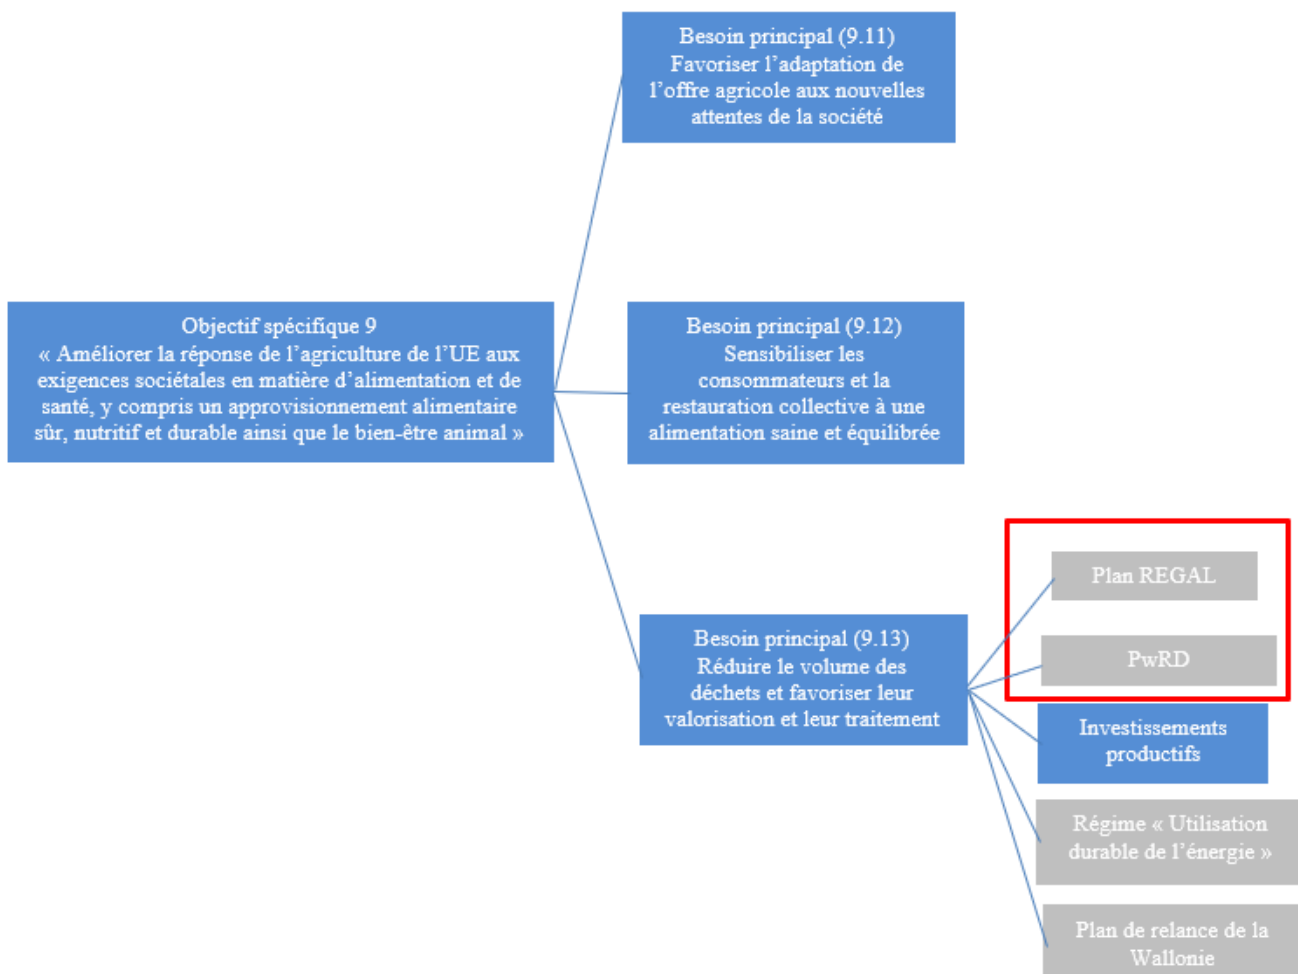 Besoin principal (9.11)
Favoriser l’adaptation de
l’offre agricole aux nouvelles
attentes de la société
Objectif spécifique 9
« Améliorer la réponse de l’agriculture de l’UE aux
exigences sociétales en matière d’alimentation et de
santé, y compris un approvisionnement alimentaire
sûr, nutritif et durable ainsi que le bien-être animal »
Besoin principal (9.12)
Sensibiliser les
consommateurs et la
restauration collective à une
alimentation saine et équilibrée
Besoin principal (9.13)
Réduire le volume des
déchets et favoriser leur
valorisation et leur traitement
Plan REGAL
PwRD
Investissements
productifs
Régime « Utilisation
durable de l’énergie »
Plan de relance de la
Wallonie